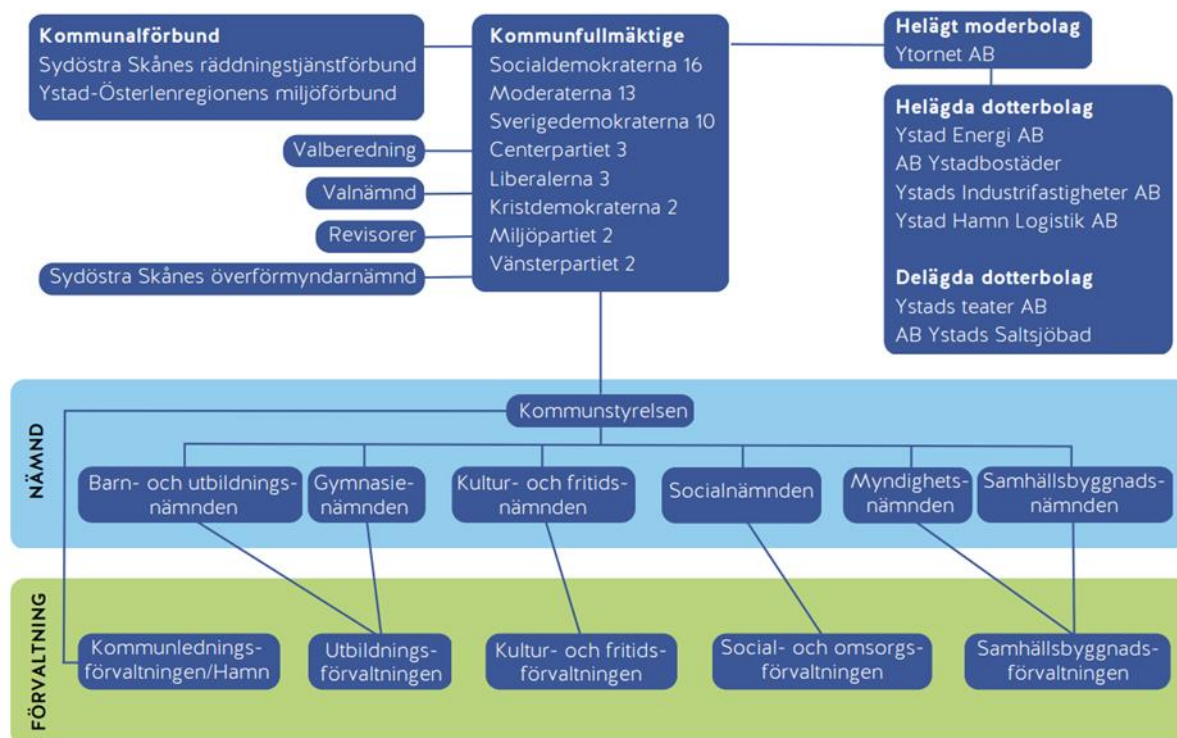 Kommunalförbund
Sydöstra Skånes räddningstjänstförbund
Ystad-Österlenregionens miljöförbund
Valberedning
Valnämnd
Revisorer
Sydöstra Skånes överförmyndarnämnd
Kommunfullmäktige
Socialdemokraterna 16
Moderaterna 13
Sverigedemokraterna 10
Centerpartiet 3
Liberalerna 3
Kristdemokraterna 2
Miljöpartiet 2
Vänsterpartiet 2
Helägt moderbolag
Ytornet AB
Helägda dotterbolag
Ystad Energi AB
AB Ystadbostäder
Ystads Industrifastigheter AB
Ystad Hamn Logistik AB
Delägda dotterbolag
Ystads teater AB
AB Ystads Saltsjöbad
NÄMND
Kommunstyrelsen
Barn- och utbildnings-
nämnden
Gymnasie-
nämnden
Kultur- och fritids-
nämnden
Socialnämnden
Myndighets-
nämnden
Samhällsbyggnads-
nämnden
FÖRVALTNING
Kommunlednings-
förvaltningen/Hamn
Utbildnings-
förvaltningen
Kultur- och fritids-
förvaltningen
Social- och omsorgs-
förvaltningen
Samhällsbyggnads-
förvaltningen